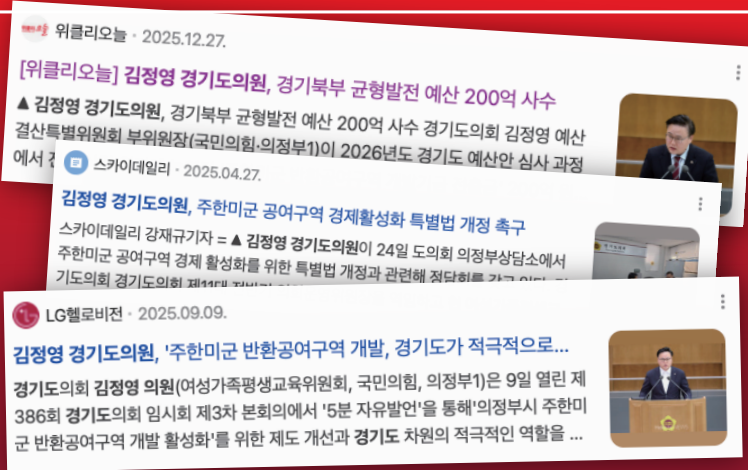 위클리오늘 · 2025.12.27.
[위클리오늘] 김정영 경기도의원, 경기북부 균형발전 예산 200억 사수
▲ 김정영 경기도의원, 경기북부 균형발전 예산 200억 사수 경기도의회 김정영 예산
결산특별위원회 부위원장(국민의힘·의정부1)이 2026년도 경기도 예산안 심사 과정
에서
스카이데일리 · 2025.04.27.
김정영 경기도의원, 주한미군 공여구역 경제활성화 특별법 개정 촉구
스카이데일리 강재규기자 = ▲ 김정영 경기도의원이 24일 도의회 의정부상담소에서
주한미군 공여구역 경제 활성화를 위한 특별법 개정과 관련해 정담회를 갖고 있다.
기도의회 경기도의회 제11대
LG헬로비전 · 2025.09.09.
김정영 경기도의원, '주한미군 반환공여구역 개발, 경기도가 적극적으로...
경기도의회 김정영 의원(여성가족평생교육위원회, 국민의힘, 의정부1)은 9일 열린 제
386회 경기도의회 임시회 제3차 본회의에서 '5분 자유발언'을 통해'의정부시 주한미
군 반환공여구역 개발 활성화'를 위한 제도 개선과 경기도 차원의 적극적인 역할을 ...